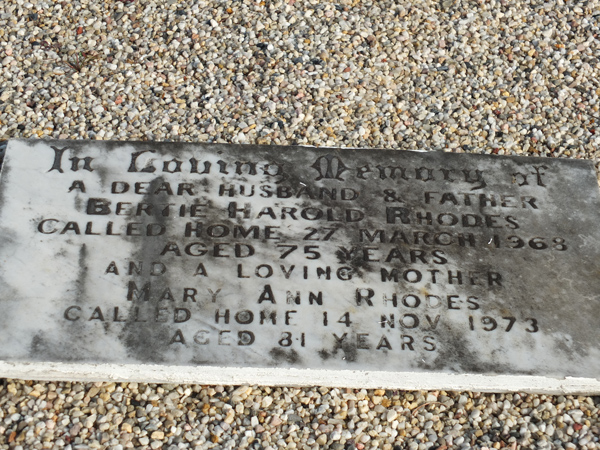 In Loving Memory of
A DEAR HUSBAND & FATHER
BERTIE HAROLD RHODES
CALLED HOME 27 MARCH 1968
AGED 75 YEARS
AND A LOVING MOTHER
MARY ANN RHODES
CALLED HOME 14 NOV 1973
AGED 81 YEARS